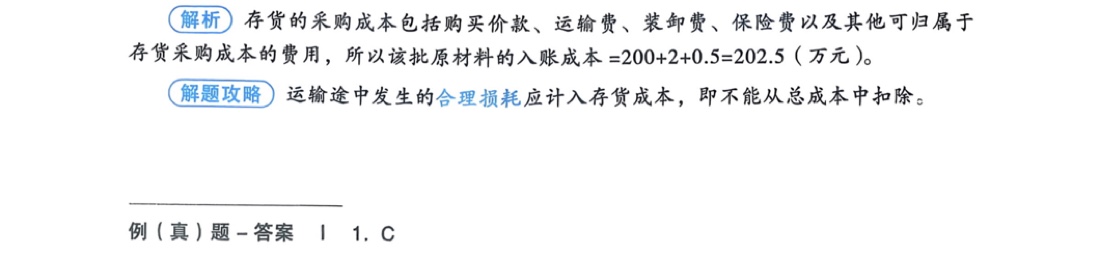 解析 存货的采购成本包括购买价款、运输费、装卸费、保险费以及其他可归属于
存货采购成本的费用，所以该批原材料的入账成本 =200+2+0.5=202.5（万元）。
解题攻略 运输途中发生的合理损耗应计入存货成本，即不能从总成本中扣除。
例（真）题 – 答案 | 1. C